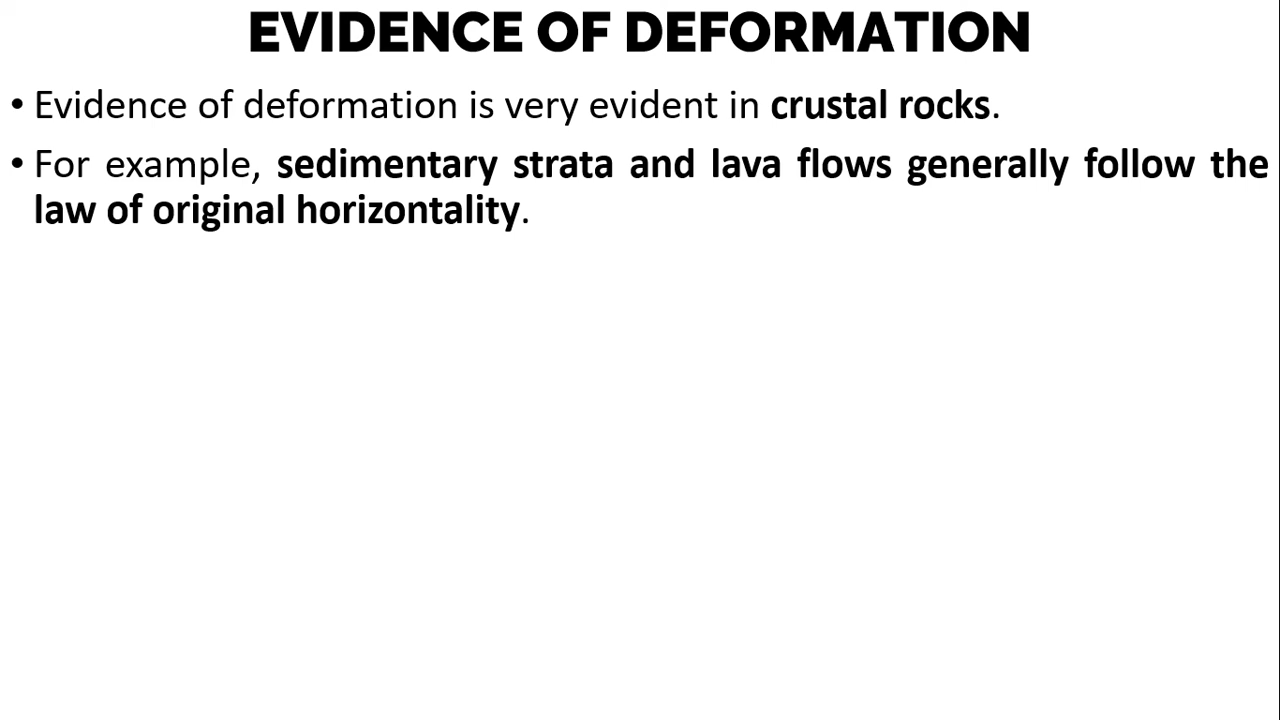 EVIDENCE OF DEFORMATION
• Evidence of deformation is very evident in crustal rocks.
• For example, sedimentary strata and lava flows generally follow the
law of original horizontality.